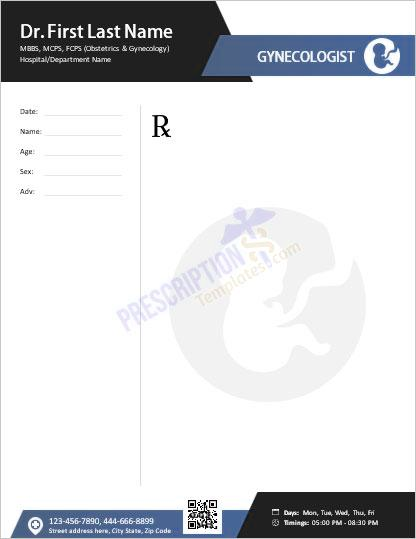 Dr. First Last Name
MBBS, MCPS, FCPS (Obstetrics & Gynecology)
Hospital/Department Name
GYNECOLOGIST
Date:
Name:
Age:
Sex:
Adv:
℞
PRESCRIPTION
Templates.com
123-456-7890, 444-666-8899
Street address here, City State, Zip Code
Days: Mon, Tue, Wed, Thu, Fri
Timings: 05:00 PM - 08:30 PM